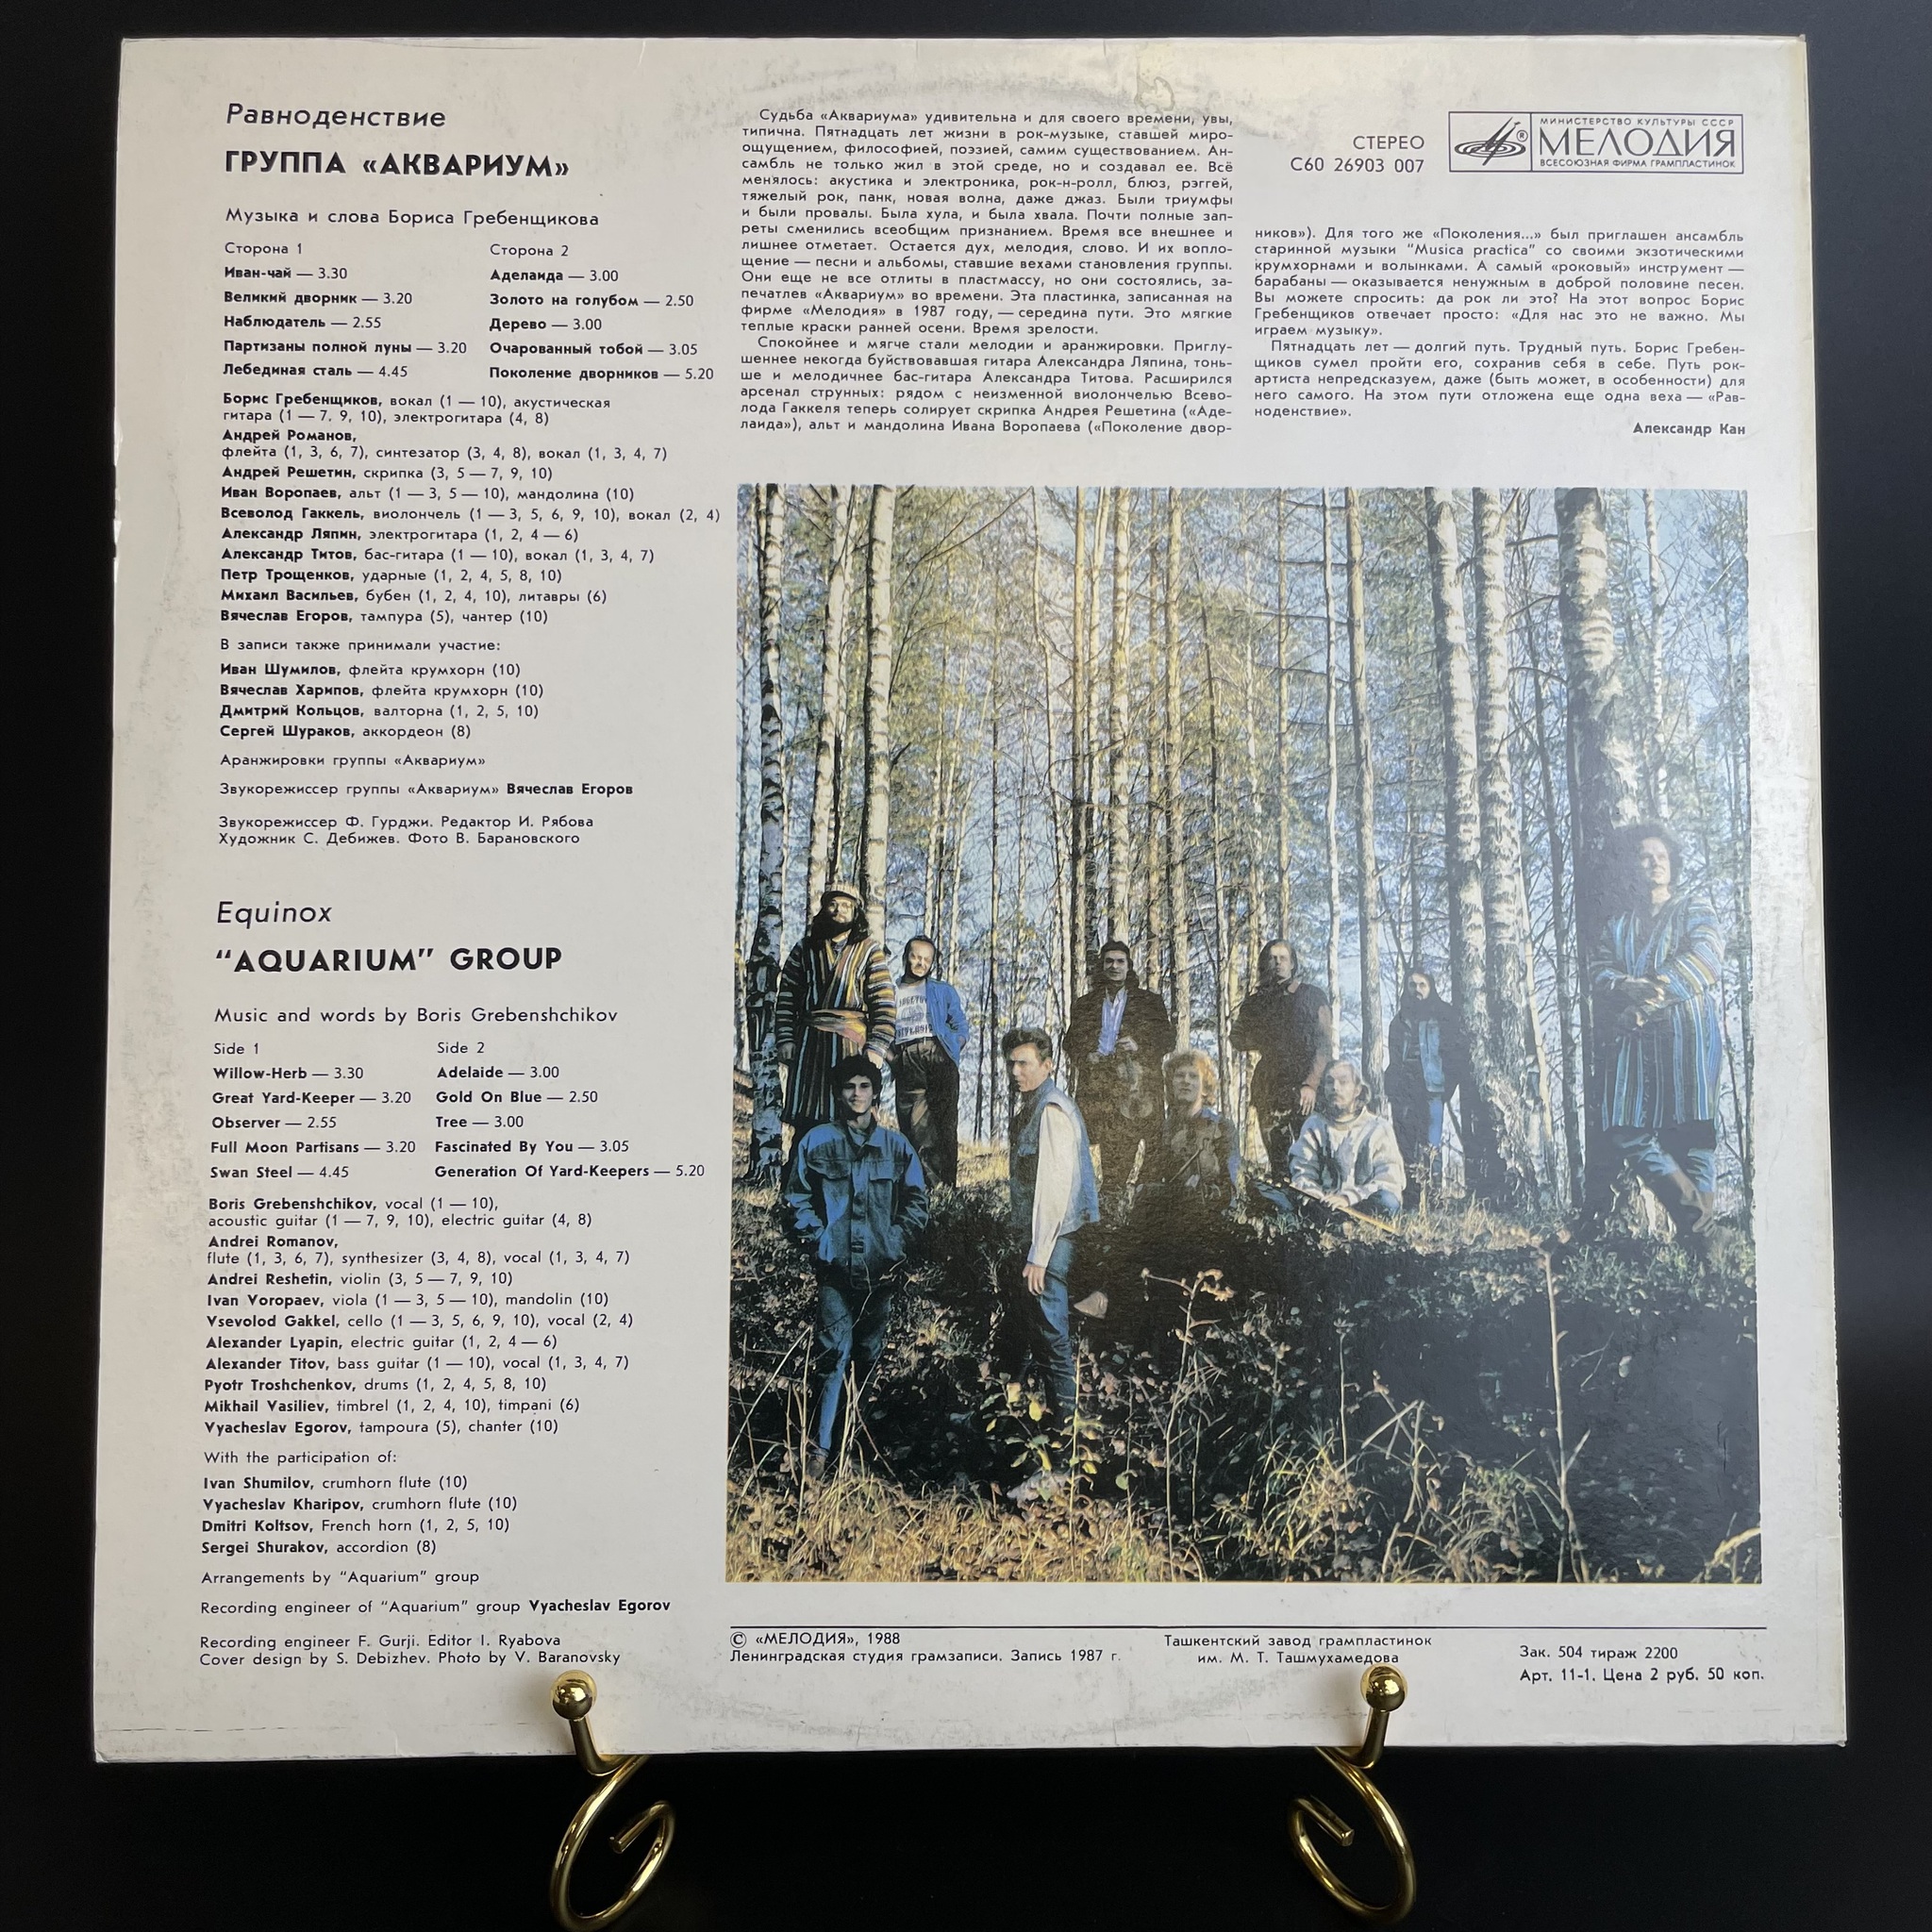 Равноденствие
ГРУППА «АКВАРИУМ»
Музыка и слова Бориса Гребенщикова
Сторона 1
Иван-чай — 3.30
Великий дворник — 3.20
Наблюдатель — 2.55
Партизаны полной луны — 3.20
Лебединая сталь — 4.45
Сторона 2
Аделаида — 3.00
Золото на голубом — 2.50
Дерево — 3.00
Очарованный тобой — 3.05
Поколение дворников — 5.20
Борис Гребенщиков, вокал (1 — 10), акустическая
гитара (1 — 7, 9, 10), электрогитара (4, 8)
Андрей Романов,
флейта (1, 3, 6, 7), синтезатор (3, 4, 8), вокал (1, 3, 4, 7)
Андрей Решетин, скрипка (3, 5 — 7, 9, 10)
Иван Воропаев, альт (1 — 3, 5 — 10), мандолина (10)
Всеволод Гаккель, виолончель (1 — 3, 5, 6, 9, 10), вокал (2, 4)
Александр Ляпин, электрогитара (1, 2, 4 — 6)
Александр Титов, бас-гитара (1 — 10), вокал (1, 3, 4, 7)
Петр Трощенков, ударные (1, 2, 4, 5, 8, 10)
Михаил Васильев, бубен (1, 2, 4, 10), литавры (6)
Вячеслав Егоров, тампура (5), чантер (10)
В записи также принимали участие:
Иван Шумилов, флейта крумхорн (10)
Вячеслав Харипов, флейта крумхорн (10)
Дмитрий Кольцов, валторна (1, 2, 5, 10)
Сергей Шураков, аккордеон (8)
Аранжировки группы «Аквариум»
Звукорежиссер группы «Аквариум» Вячеслав Егоров
Звукорежиссер Ф. Гурджи. Редактор И. Рябова
Художник С. Дебижев. Фото В. Барановского
Equinox
“AQUARIUM” GROUP
Music and words by Boris Grebenshchikov
Side 1
Willow-Herb — 3.30
Great Yard-Keeper — 3.20
Observer — 2.55
Full Moon Partisans — 3.20
Swan Steel — 4.45
Side 2
Adelaide — 3.00
Gold On Blue — 2.50
Tree — 3.00
Fascinated By You — 3.05
Generation Of Yard-Keepers — 5.20
Boris Grebenshchikov, vocal (1 — 10),
acoustic guitar (1 — 7, 9, 10), electric guitar (4, 8)
Andrei Romanov,
flute (1, 3, 6, 7), synthesizer (3, 4, 8), vocal (1, 3, 4, 7)
Andrei Reshetin, violin (3, 5 — 7, 9, 10)
Ivan Voropaev, viola (1 — 3, 5 — 10), mandolin (10)
Vsevolod Gakkel, cello (1 — 3, 5, 6, 9, 10), vocal (2, 4)
Alexander Lyapin, electric guitar (1, 2, 4 — 6)
Alexander Titov, bass guitar (1 — 10), vocal (1, 3, 4, 7)
Pyotr Troshchenkov, drums (1, 2, 4, 5, 8, 10)
Mikhail Vasiliev, timbrel (1, 2, 4, 10), timpani (6)
Vyacheslav Egorov, tampoura (5), chanter (10)
With the participation of:
Ivan Shumilov, crumhorn flute (10)
Vyacheslav Kharipov, crumhorn flute (10)
Dmitri Koltsov, French horn (1, 2, 5, 10)
Sergei Shurakov, accordion (8)
Arrangements by “Aquarium” group
Recording engineer of “Aquarium” group Vyacheslav Egorov
Recording engineer F. Gurji. Editor I. Ryabova
Cover design by S. Debizhev. Photo by V. Baranovsky
Судьба «Аквариума» удивительна и для своего времени, увы,
типична. Пятнадцать лет жизни в рок-музыке, ставшей миро-
ощущением, философией, поэзией, самим существованием. Ан-
самбль не только жил в этой среде, но и создавал ее. Всё
менялось: акустика и электроника, рок-н-ролл, блюз, рэггей,
тяжелый рок, панк, новая волна, даже джаз. Были триумфы
и были провалы. Была хула, и была хвала. Почти полные зап-
реты сменились всеобщим признанием. Время все внешнее и
лишнее отметает. Остается дух, мелодия, слово. И их вопло-
щение — песни и альбомы, ставшие вехами становления группы.
Они еще не все отлиты в пластмассу, но они состоялись, за-
печатлев «Аквариум» во времени. Эта пластинка, записанная на
фирме «Мелодия» в 1987 году, — середина пути. Это мягкие
теплые краски ранней осени. Время зрелости.
Спокойнее и мягче стали мелодии и аранжировки. Приглу-
шеннее некогда буйствовавшая гитара Александра Ляпина, тонь-
ше и мелодичнее бас-гитара Александра Титова. Расширился
арсенал струнных: рядом с неизменной виолончелью Всево-
лода Гаккеля теперь солирует скрипка Андрея Решетина («Аде-
лаида»), альт и мандолина Ивана Воропаева («Поколение двор-
СТЕРЕО
С60 26903 007
МИНИСТЕРСТВО КУЛЬТУРЫ СССР
МЕЛОДИЯ
ВСЕСОЮЗНАЯ ФИРМА ГРАМПЛАСТИНОК
®
ников»). Для того же «Поколения...» был приглашен ансамбль
старинной музыки “Musica practica” со своими экзотическими
крумхорнами и волынками. А самый «роковый» инструмент —
барабаны — оказывается ненужным в доброй половине песен.
Вы можете спросить: да рок ли это? На этот вопрос Борис
Гребенщиков отвечает просто: «Для нас это не важно. Мы
играем музыку».
Пятнадцать лет — долгий путь. Трудный путь. Борис Гребен-
щиков сумел пройти его, сохранив себя в себе. Путь рок-
артиста непредсказуем, даже (быть может, в особенности) для
него самого. На этом пути отложена еще одна веха — «Рав-
ноденствие».
Александр Кан
© «МЕЛОДИЯ», 1988
Ленинградская студия грамзаписи. Запись 1987 г.
Ташкентский завод грампластинок
им. М. Т. Ташмухамедова
Зак. 504 тираж 2200
Арт. 11-1. Цена 2 руб. 50 коп.